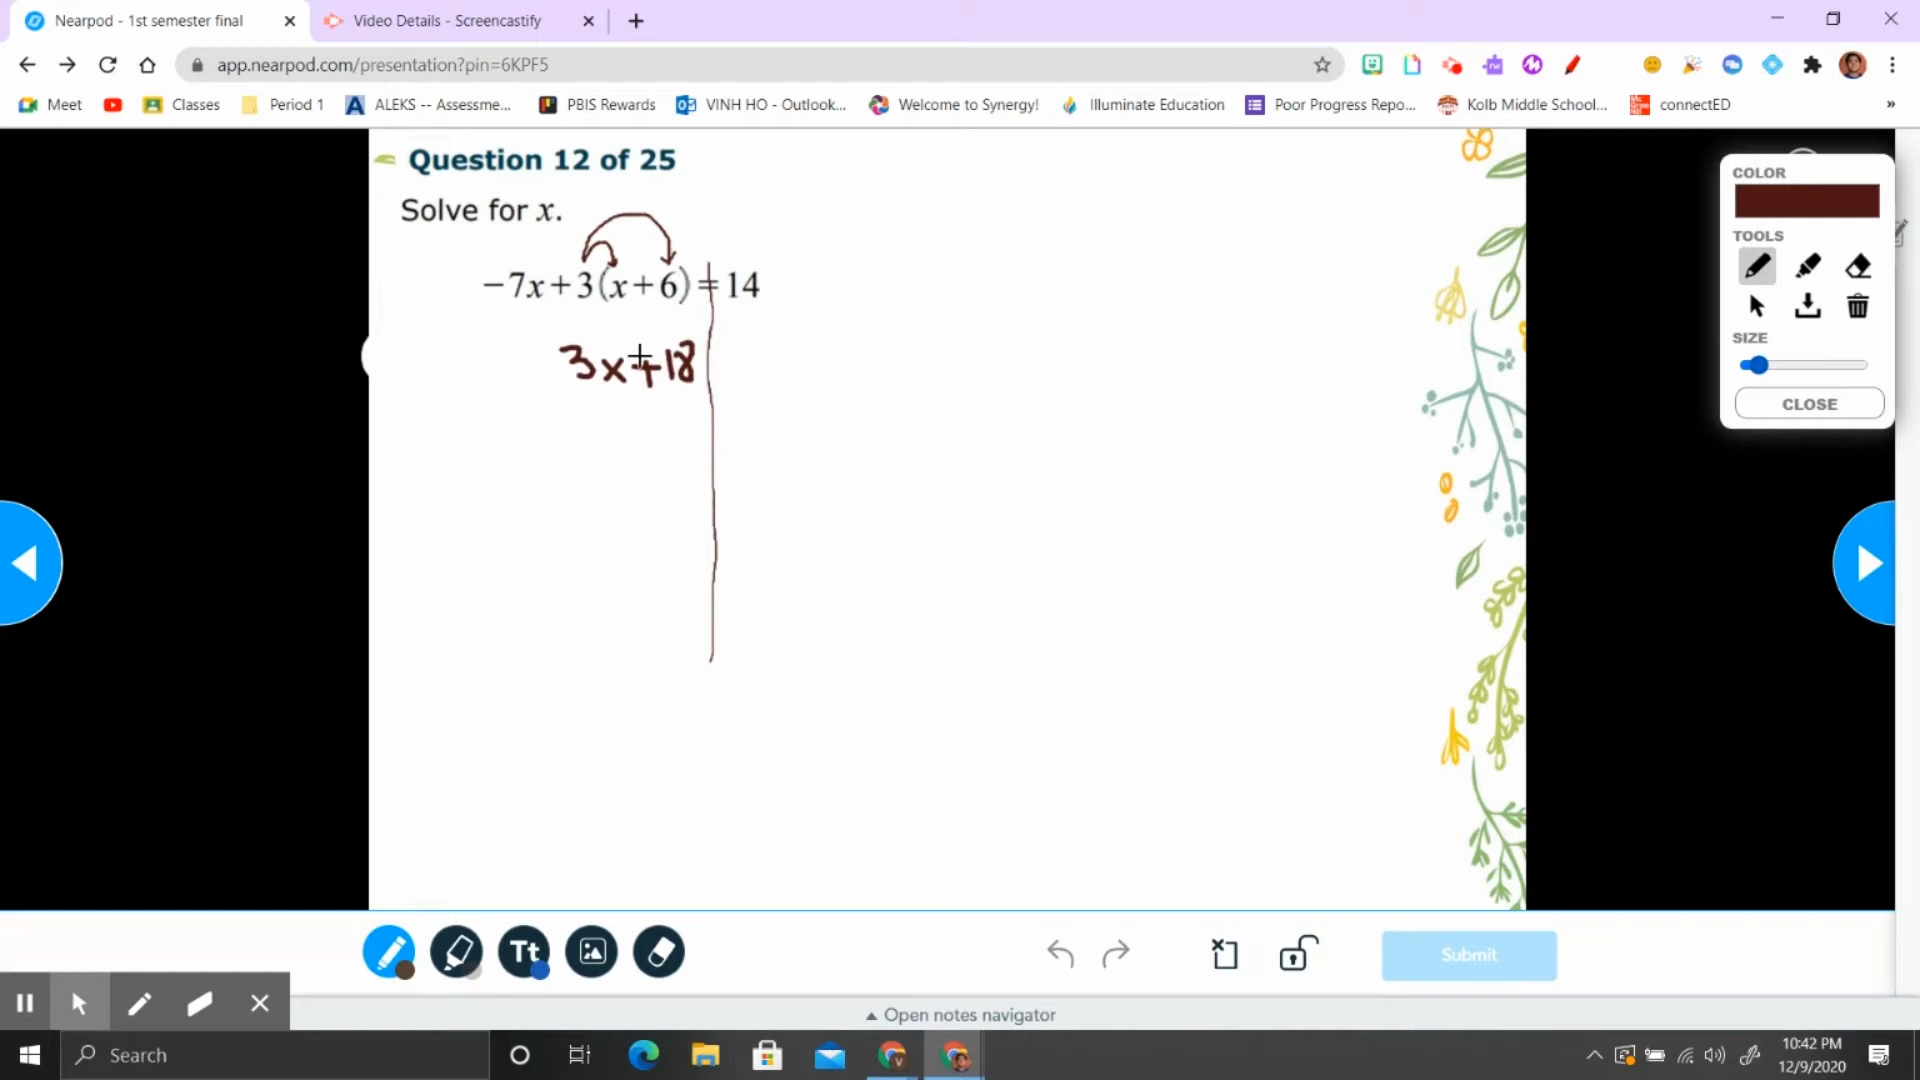 Nearpod - 1st semester final
Video Details - Screencastify
app.nearpod.com/presentation?pin=6KPF5
Meet
Classes
Period 1
ALEKS -- Assessme...
PBIS Rewards
VINH HO - Outlook...
Welcome to Synergy!
Illuminate Education
Poor Progress Repo...
Kolb Middle School...
connectED
»
Question 12 of 25
Solve for x.
−7x+3(x+6)=14
3x+18
COLOR
TOOLS
SIZE
CLOSE
Tt
Submit
Open notes navigator
Search
10:42 PM
12/9/2020